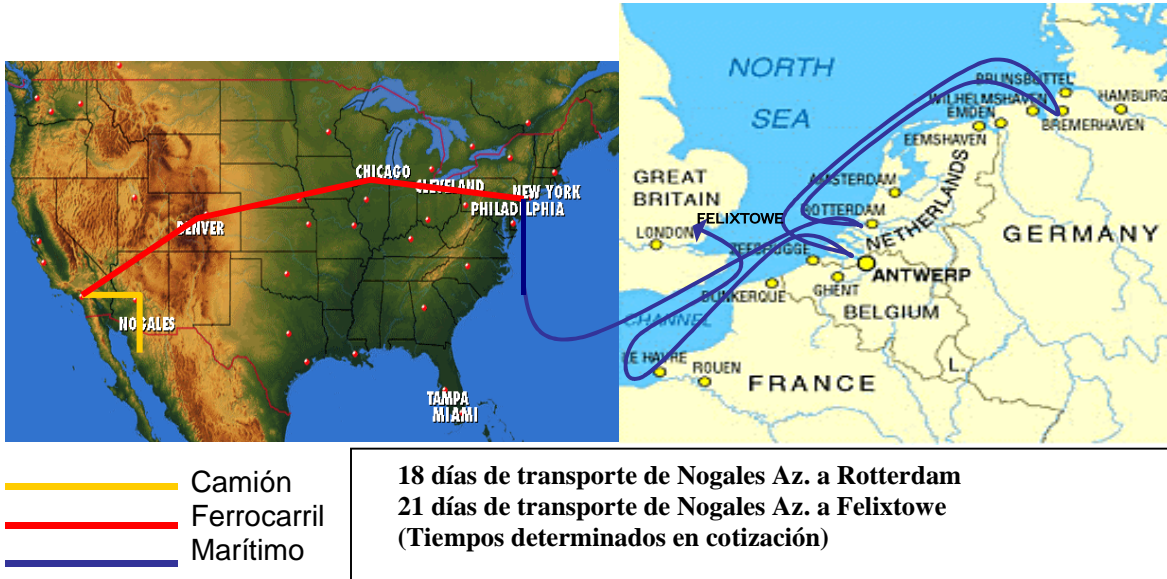 DENVER
CHICAGO
CLEVELAND
NEW YORK
PHILADELPHIA
NOGALES
TAMPA
MIAMI
NORTH
SEA
BRUNSBÜTTEL
WILHELMSHAVEN
HAMBURG
EMDEN
BREMERHAVEN
EEMSHAVEN
GREAT
BRITAIN
AMSTERDAM
ROTTERDAM
NETHERLANDS
FELIXTOWE
LONDON
ZEEBRUGGE
GERMANY
ANTWERP
GHENT
DUNKERQUE
BELGIUM
CHANNEL
LE HAVRE
ROUEN
L.
FRANCE
Camión
Ferrocarril
Marítimo
18 días de transporte de Nogales Az. a Rotterdam
21 días de transporte de Nogales Az. a Felixtowe
(Tiempos determinados en cotización)